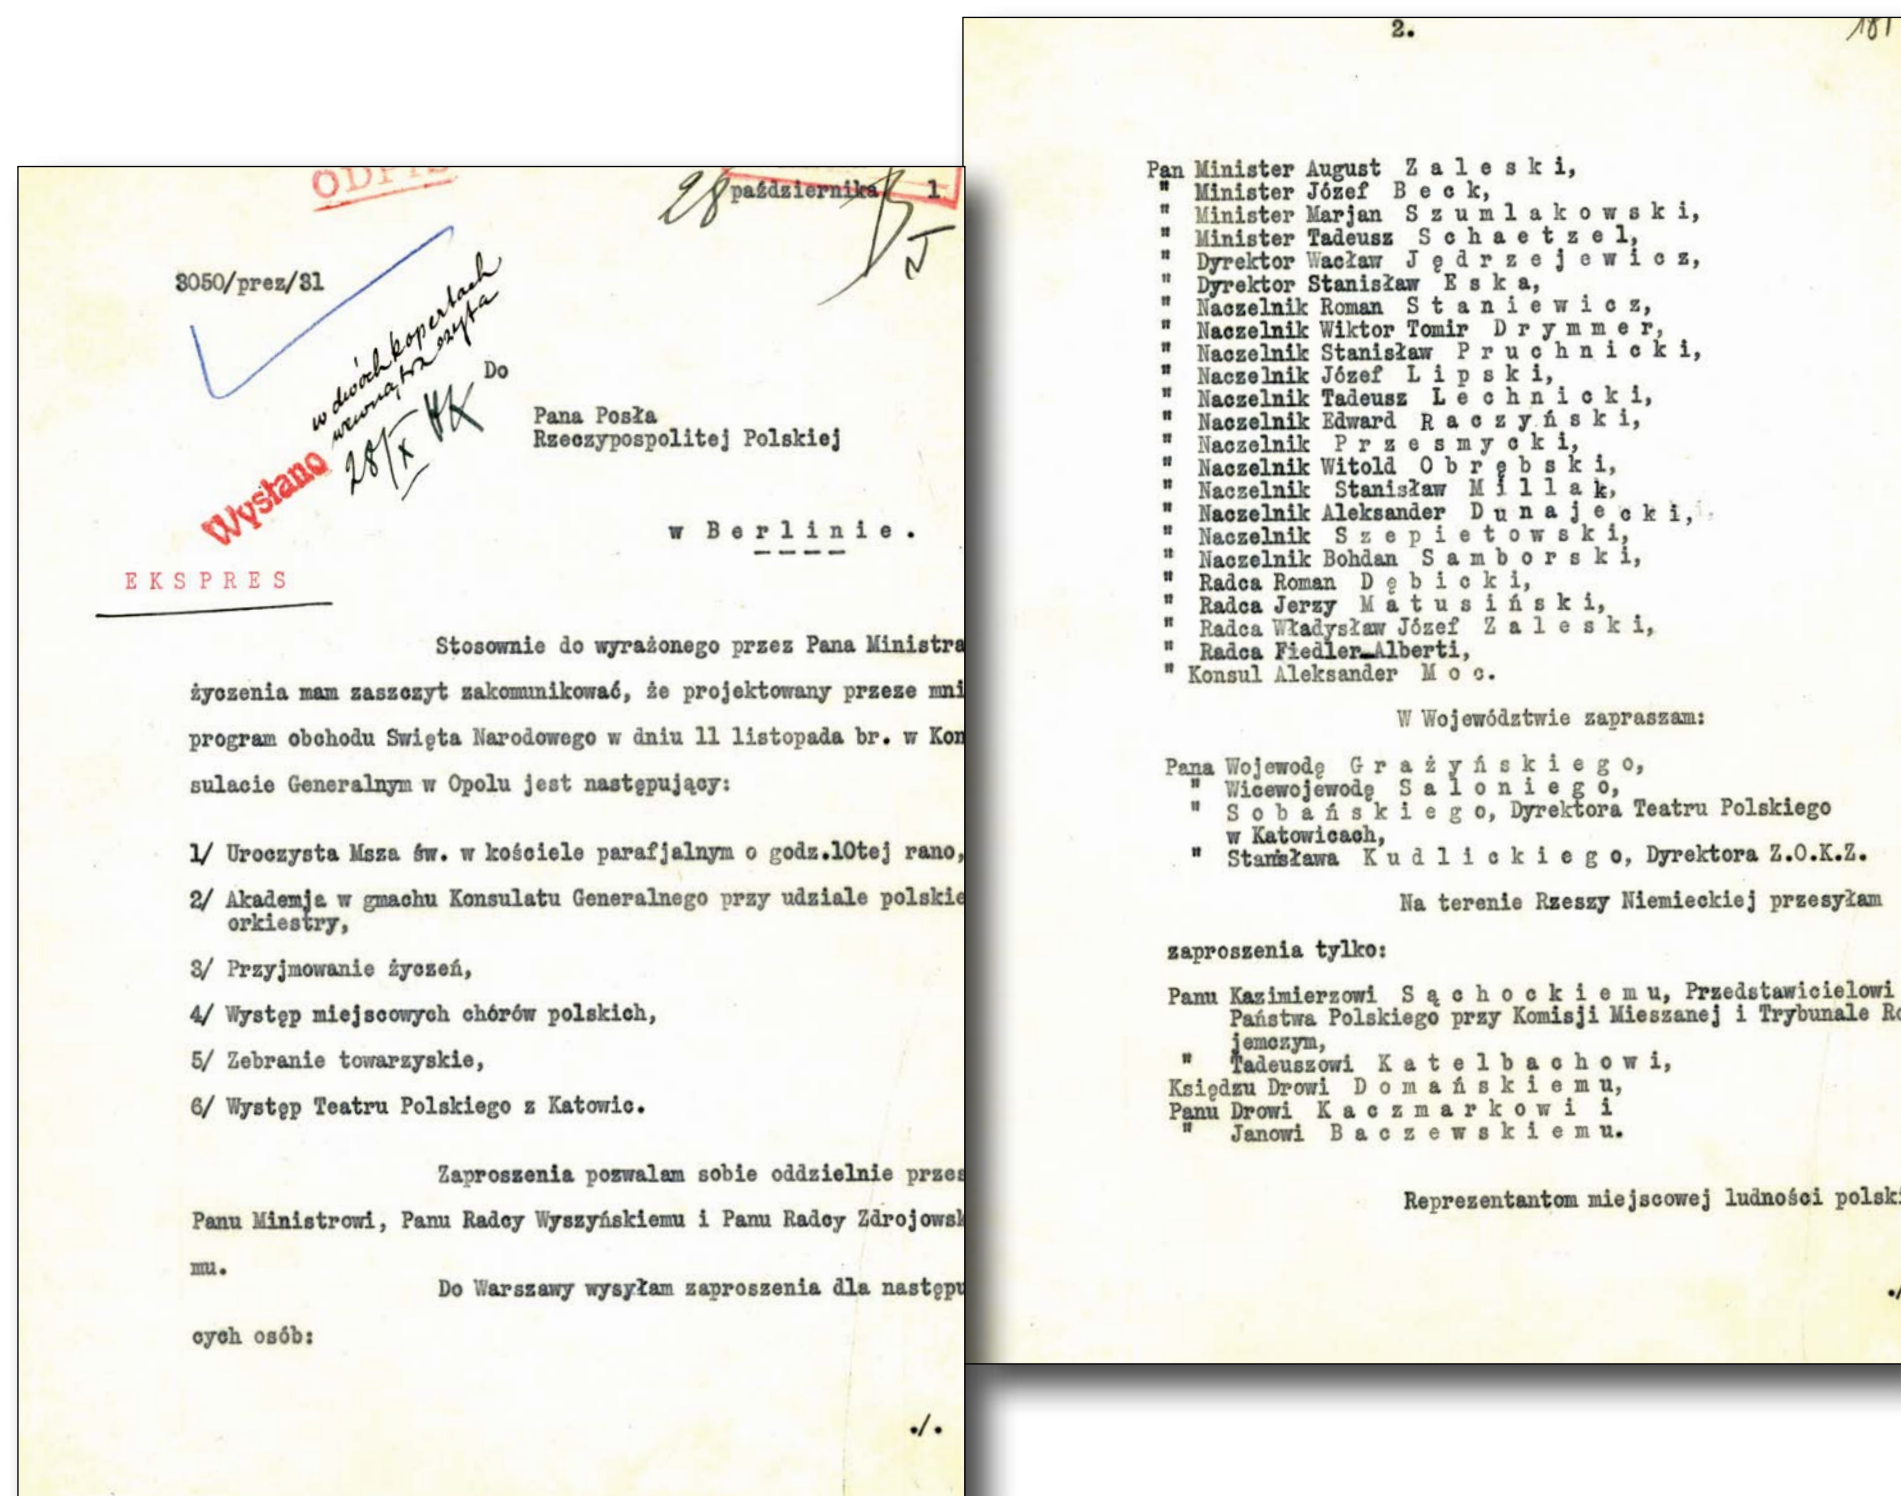 ODPIS
28 października 1
3050/prez/31
w dwóch kopertach
wewnątrz szyfra
28/X HK
Wysłano
Do
Pana Posła
Rzeczypospolitej Polskiej
w Berlinie.
EKSPRES
Stosownie do wyrażonego przez Pana Ministra
życzenia mam zaszczyt zakomunikować, że projektowany przeze mni
program obchodu Swięta Narodowego w dniu 11 listopada br. w Kon
sulacie Generalnym w Opolu jest następujący:
1/ Uroczysta Msza św. w kościele parafjalnym o godz.10tej rano,
2/ Akademja w gmachu Konsulatu Generalnego przy udziale polskie
orkiestry,
3/ Przyjmowanie życzeń,
4/ Występ miejscowych chórów polskich,
5/ Zebranie towarzyskie,
6/ Występ Teatru Polskiego z Katowic.
Zaproszenia pozwalam sobie oddzielnie przes
Panu Ministrowi, Panu Radcy Wyszyńskiemu i Panu Radcy Zdrojowsk
mu.
Do Warszawy wysyłam zaproszenia dla następu
cych osób:
./.
2.
181
Pan Minister August Zaleski,
" Minister Józef Beck,
" Minister Marjan Szumlakowski,
" Minister Tadeusz Schaetzel,
" Dyrektor Wacław Jędrzejewicz,
" Dyrektor Stanisław Eska,
" Naczelnik Roman Staniewicz,
" Naczelnik Wiktor Tomir Drymmer,
" Naczelnik Stanisław Pruchnicki,
" Naczelnik Józef Lipski,
" Naczelnik Tadeusz Lechnicki,
" Naczelnik Edward Raczyński,
" Naczelnik Przesmycki,
" Naczelnik Witold Obrębski,
" Naczelnik Stanisław Millak,
" Naczelnik Aleksander Dunajecki,
" Naczelnik Szepietowski,
" Naczelnik Bohdan Samborski,
" Radca Roman Dębicki,
" Radca Jerzy Matusiński,
" Radca Władysław Józef Zaleski,
" Radca Fiedler-Alberti,
" Konsul Aleksander Moc.
W Województwie zapraszam:
Pana Wojewodę Grażyńskiego,
" Wicewojewodę Saloniego,
" Sobańskiego, Dyrektora Teatru Polskiego
w Katowicach,
" Stanisława Kudlickiego, Dyrektora Z.O.K.Z.
Na terenie Rzeszy Niemieckiej przesyłam
zaproszenia tylko:
Panu Kazimierzowi Sąchockiemu, Przedstawicielowi
Państwa Polskiego przy Komisji Mieszanej i Trybunale Ro
jemczym,
" Tadeuszowi Katelbachowi,
Księdzu Drowi Domańskiemu,
Panu Drowi Kaczmarkowi i
" Janowi Baczewskiemu.
Reprezentantom miejscowej ludności polski
./